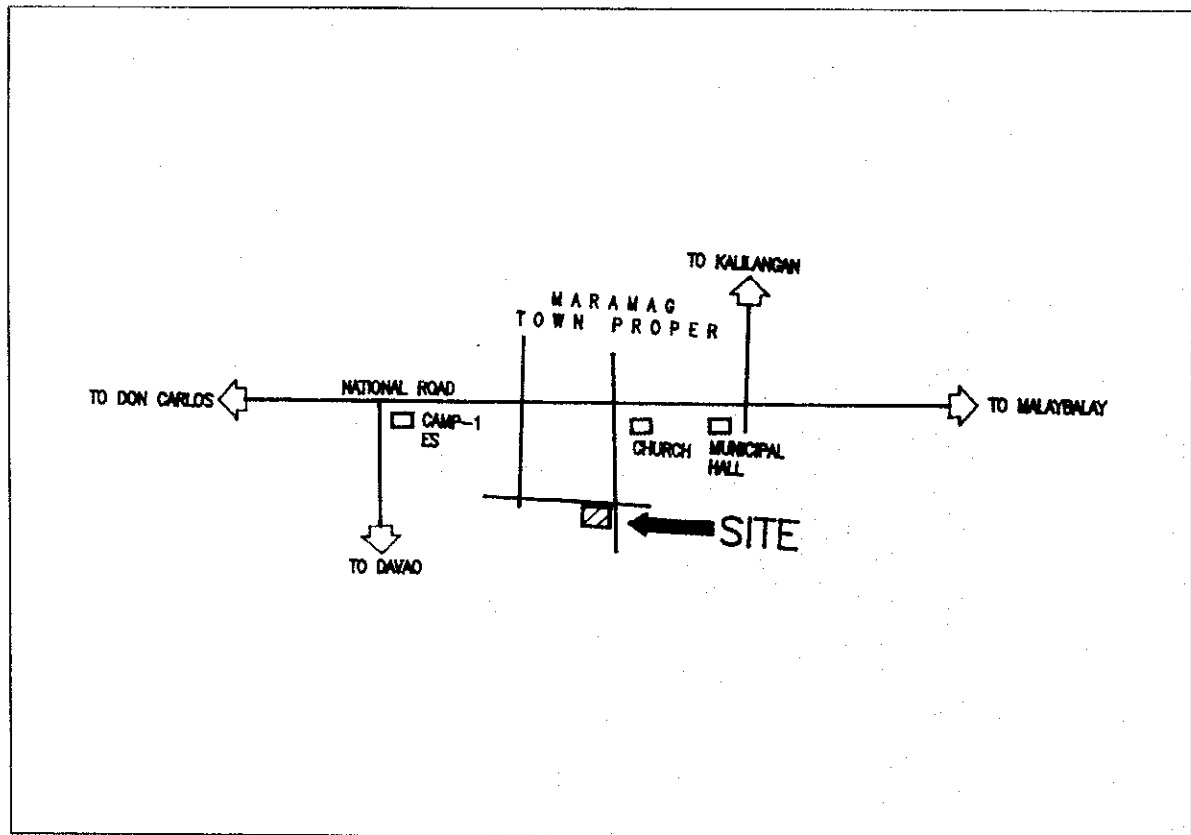 TO KALILANGAN
MARAMAG
TOWN PROPER
NATIONAL ROAD
TO DON CARLOS
TO MALAYBALAY
CAMP-1
ES
CHURCH
MUNICIPAL
HALL
SITE
TO DAVAO